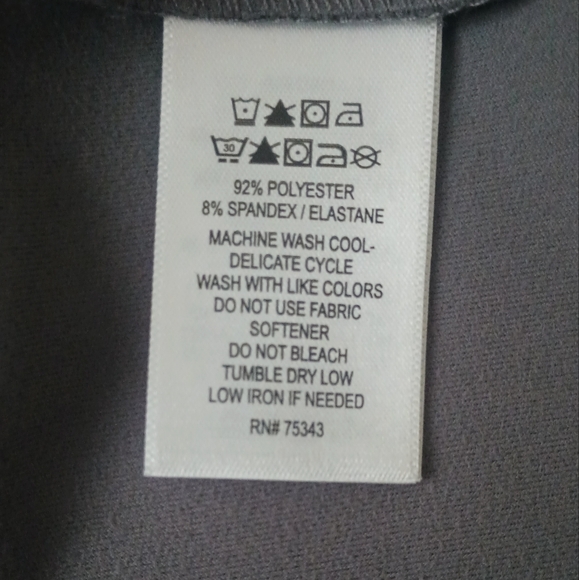 30
92% POLYESTER
8% SPANDEX / ELASTANE
MACHINE WASH COOL-
DELICATE CYCLE
WASH WITH LIKE COLORS
DO NOT USE FABRIC
SOFTENER
DO NOT BLEACH
TUMBLE DRY LOW
LOW IRON IF NEEDED
RN# 75343